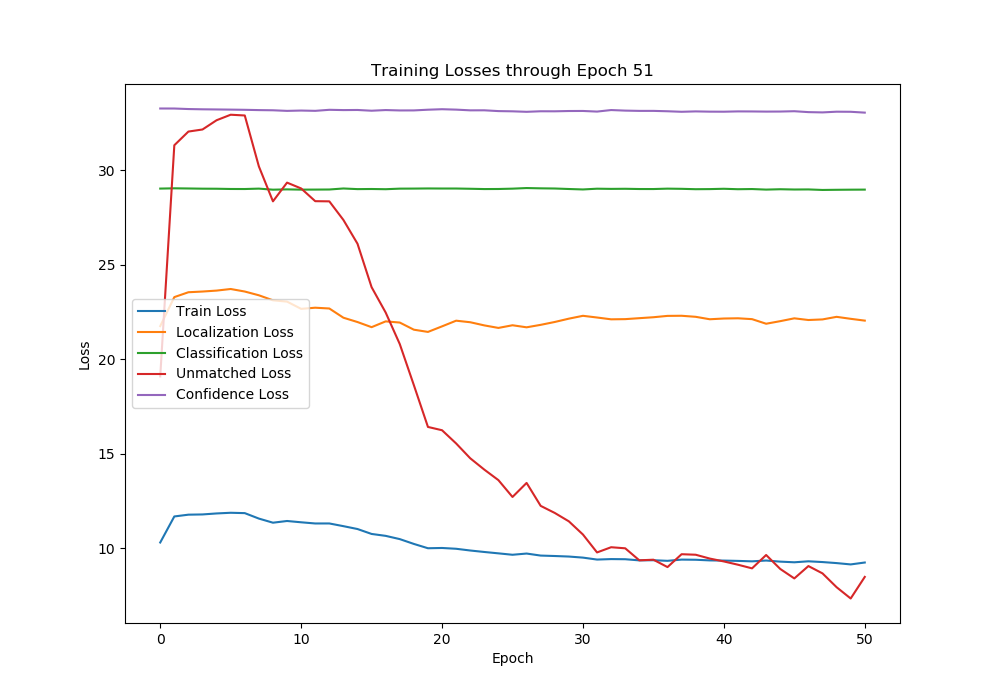 Training Losses through Epoch 51
Loss
30
25
20
15
10
Train Loss
Localization Loss
Classification Loss
Unmatched Loss
Confidence Loss
0
10
20
30
40
50
Epoch